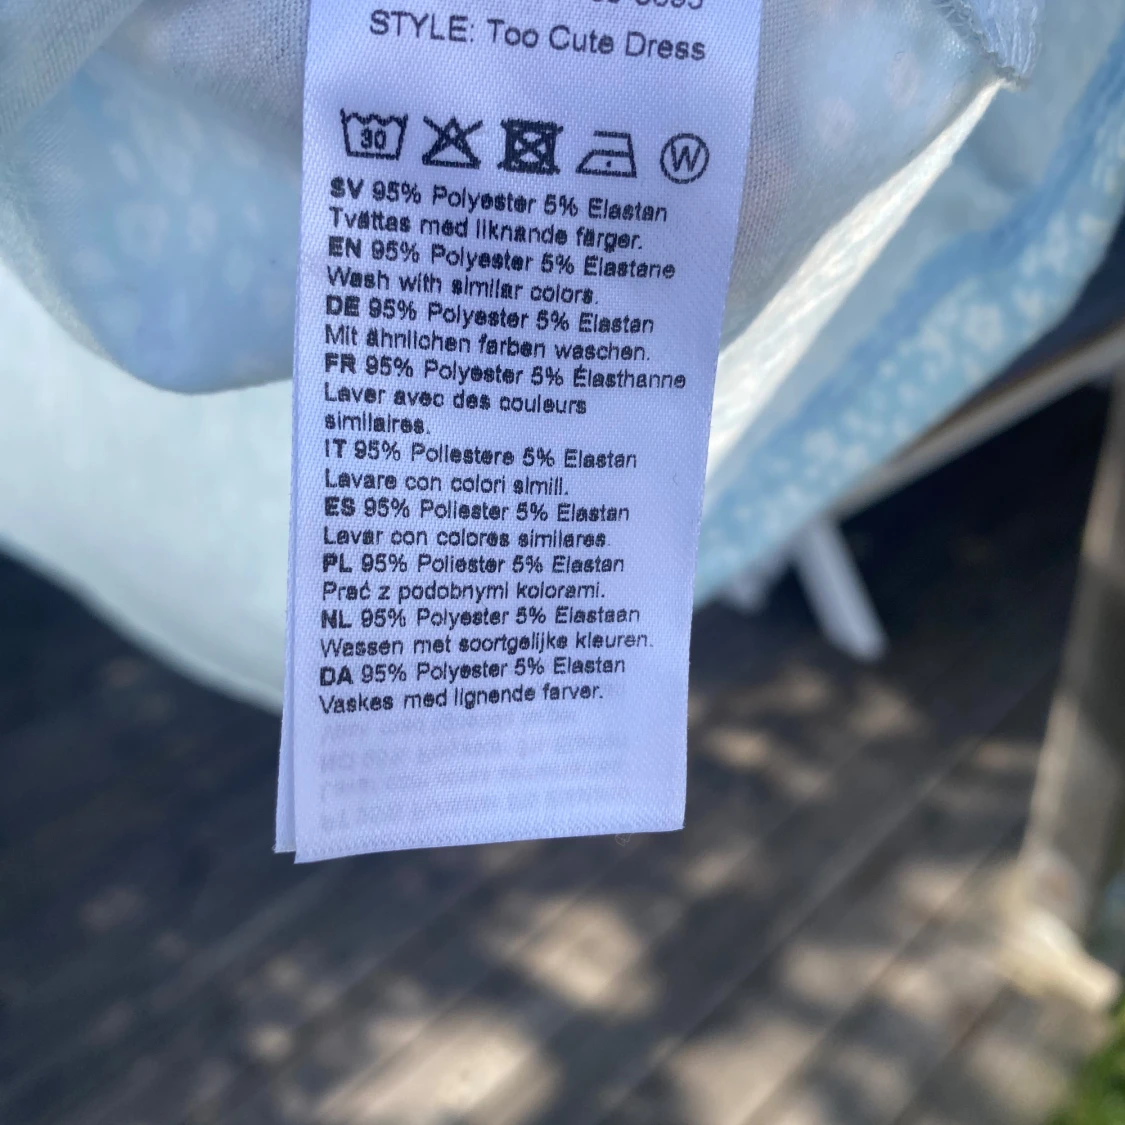 STYLE: Too Cute Dress
30
W
SV 95% Polyester 5% Elastan
Tvättas med liknande färger.
EN 95% Polyester 5% Elastane
Wash with similar colors.
DE 95% Polyester 5% Elastan
Mit ähnlichen farben waschen.
FR 95% Polyester 5% Élasthanne
Laver avec des couleurs
similaires.
IT 95% Poliestere 5% Elastan
Lavare con colori simili.
ES 95% Poliester 5% Elastan
Lavar con colores similares.
PL 95% Poliester 5% Elastan
Prać z podobnymi kolorami.
NL 95% Polyester 5% Elastaan
Wassen met soortgelijke kleuren.
DA 95% Polyester 5% Elastan
Vaskes med lignende farver.